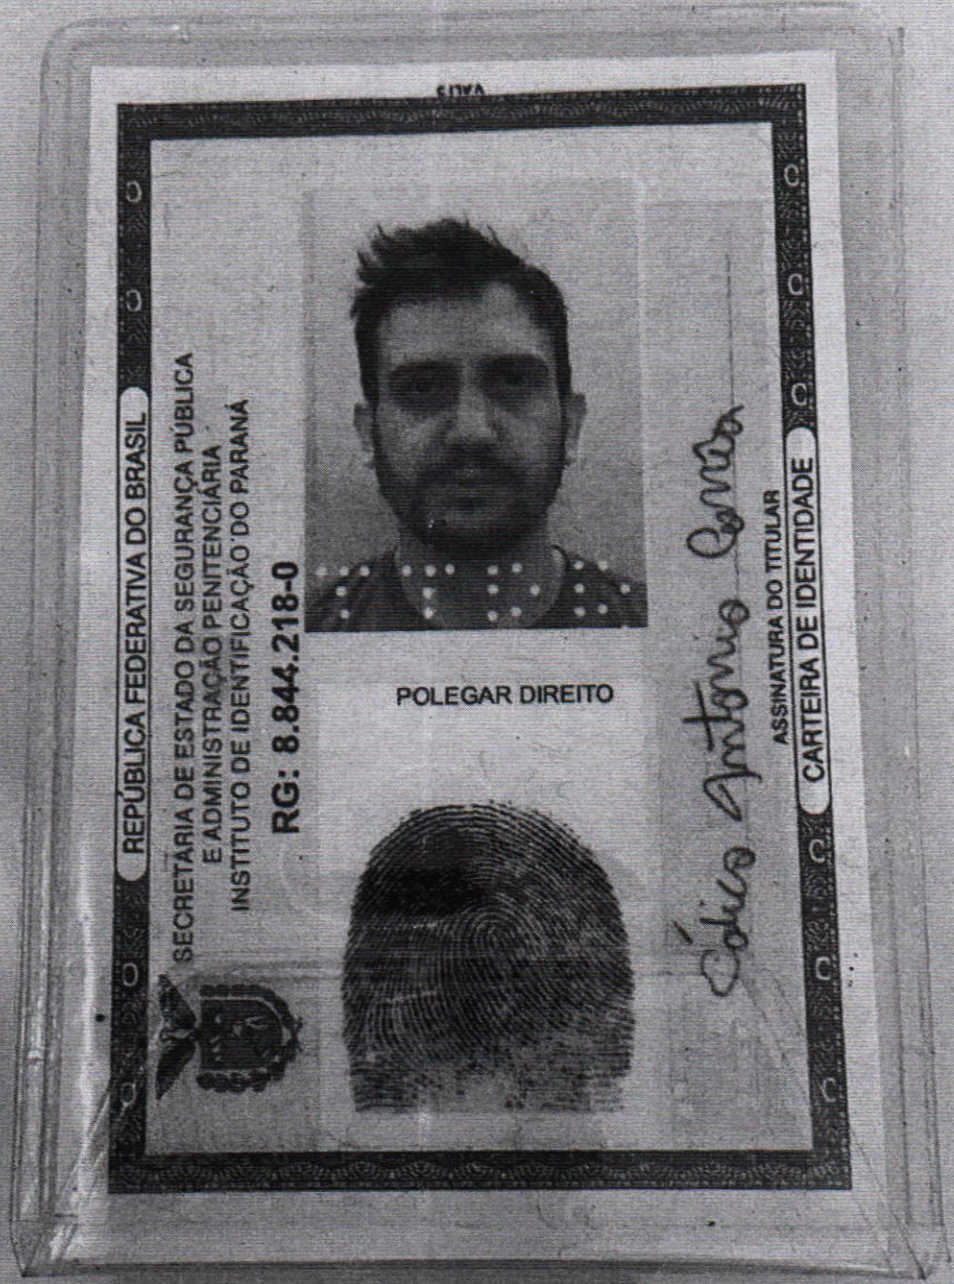 REPÚBLICA FEDERATIVA DO BRASIL
SECRETARIA DE ESTADO DA SEGURANÇA PÚBLICA
E ADMINISTRAÇÃO PENITENCIÁRIA
INSTITUTO DE IDENTIFICAÇÃO DO PARANÁ
RG: 8.844.218-0
POLEGAR DIREITO
Antonio
ASSINATURA DO TITULAR
CARTEIRA DE IDENTIDADE